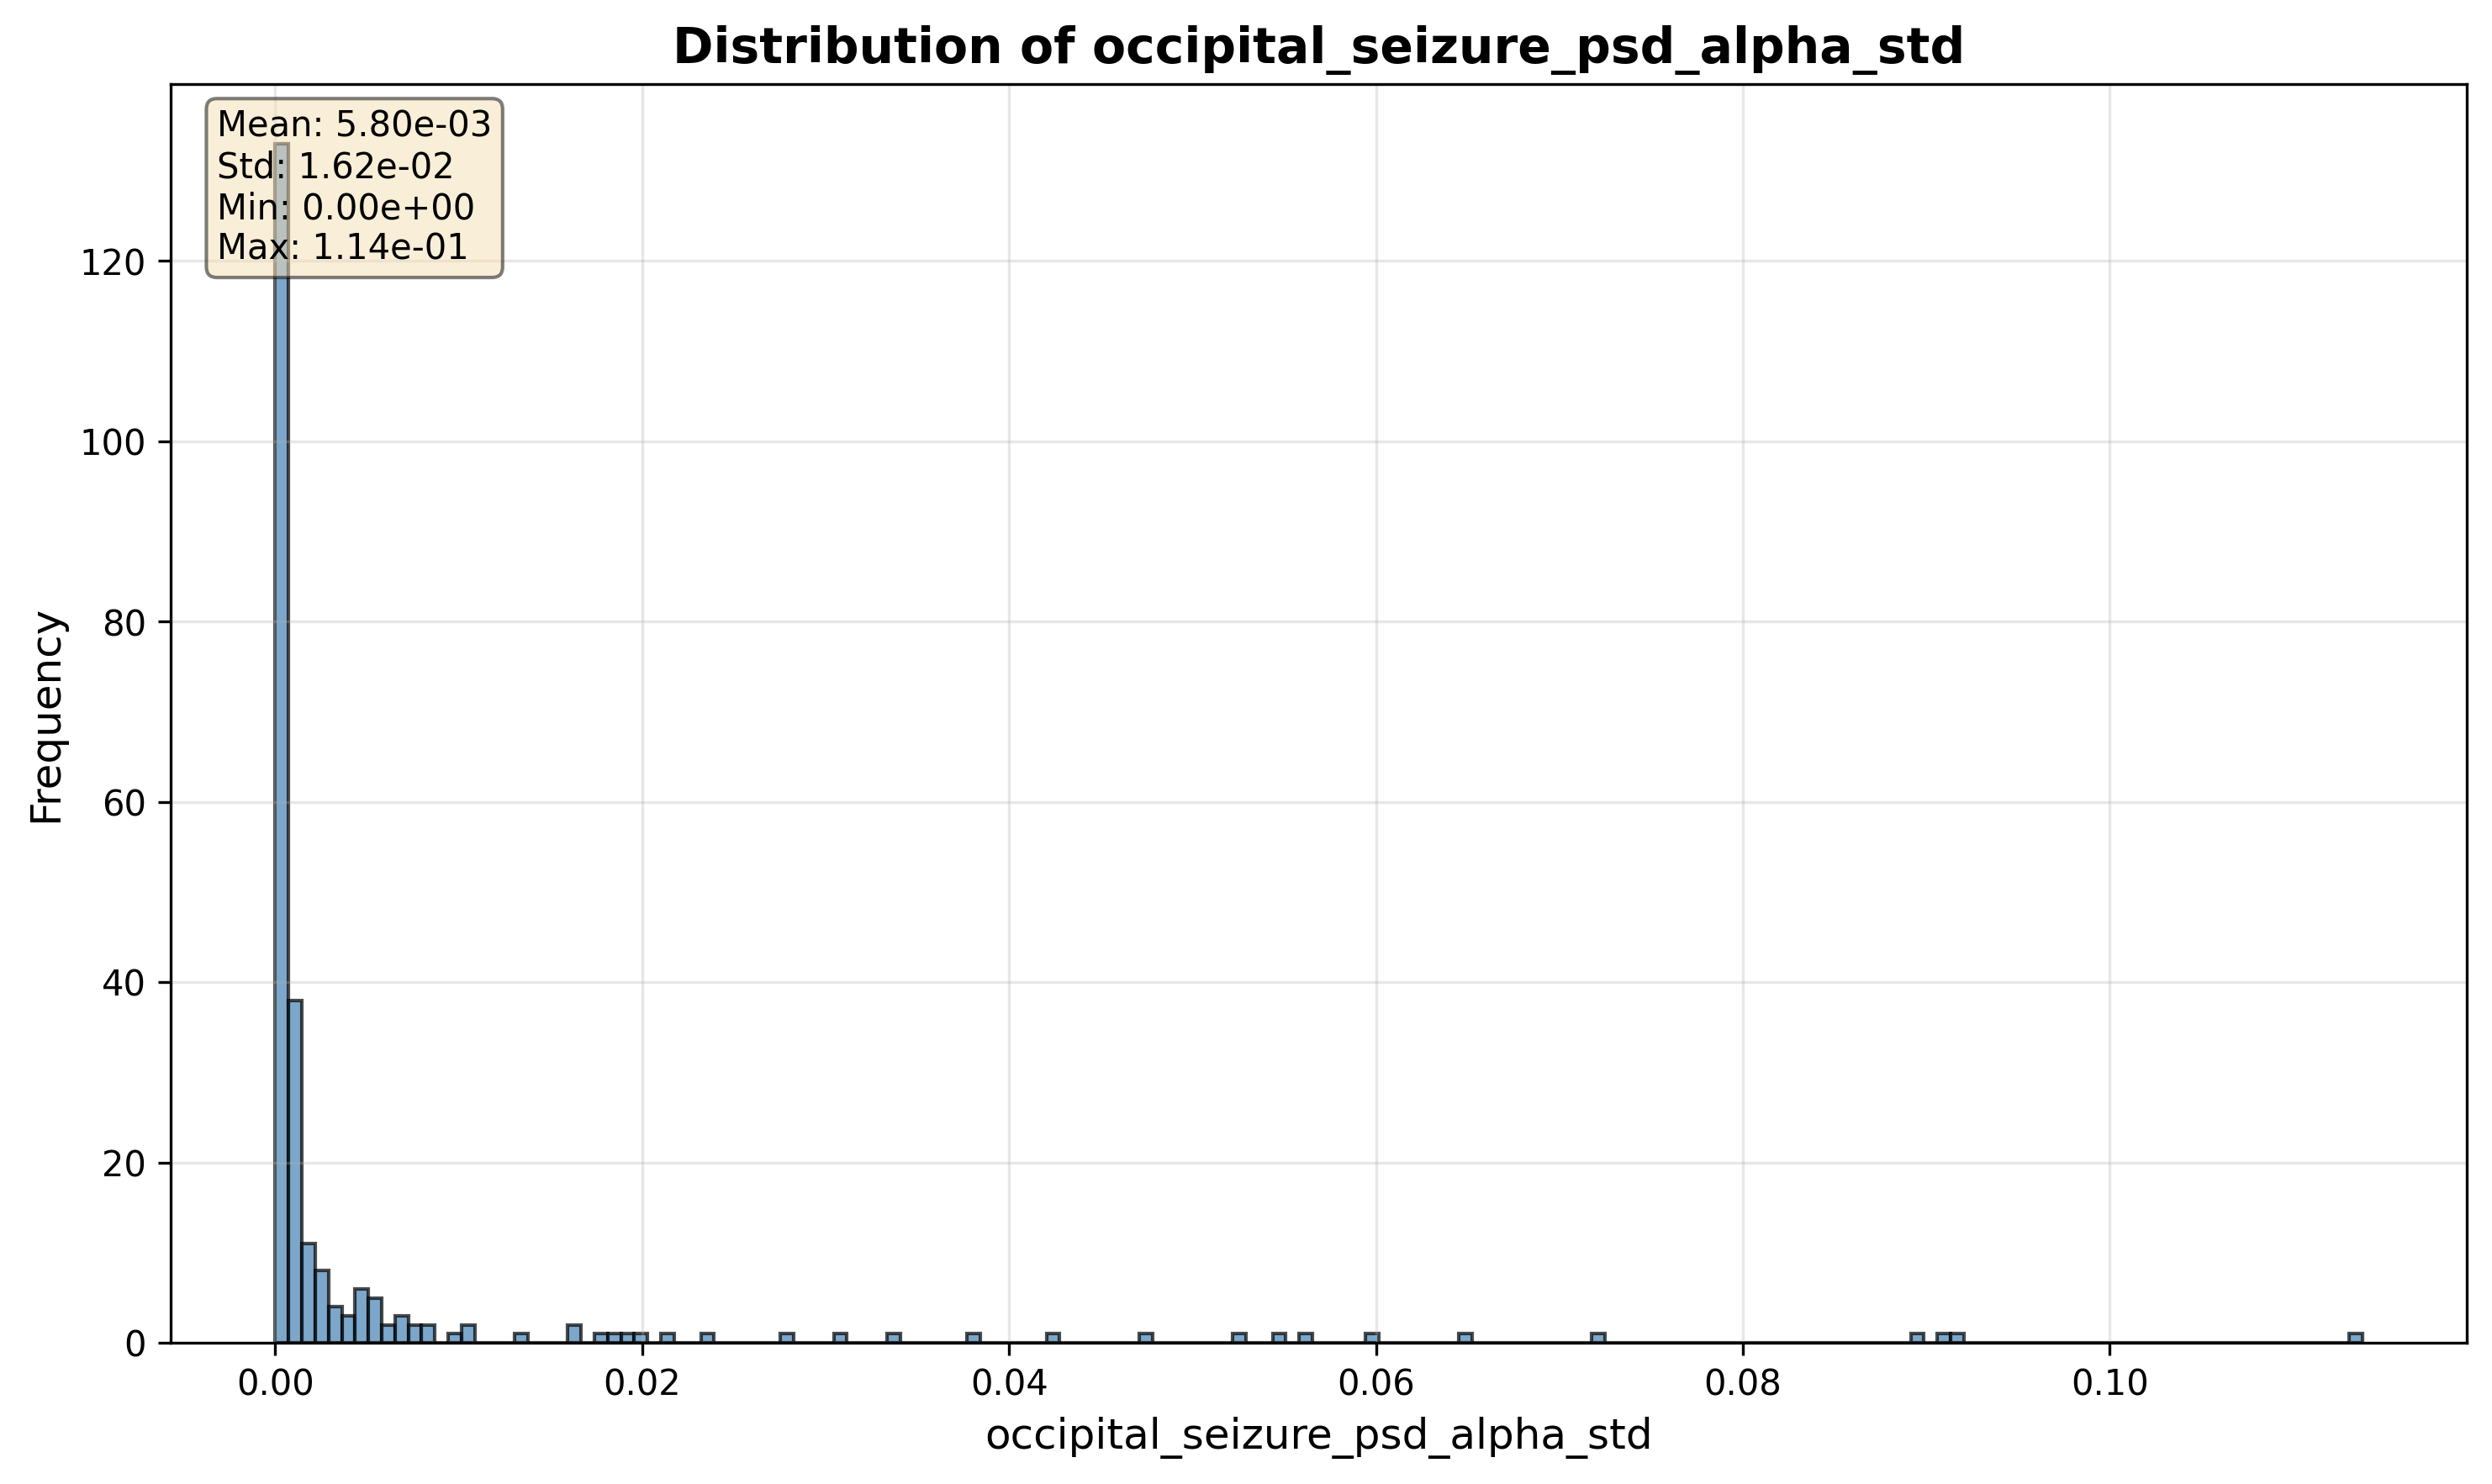 Distribution of occipital_seizure_psd_alpha_std
Mean: 5.80e-03
Std: 1.62e-02
Min: 0.00e+00
Max: 1.14e-01
120
100
80
60
40
20
0
Frequency
0.00 0.02 0.04 0.06 0.08 0.10
occipital_seizure_psd_alpha_std